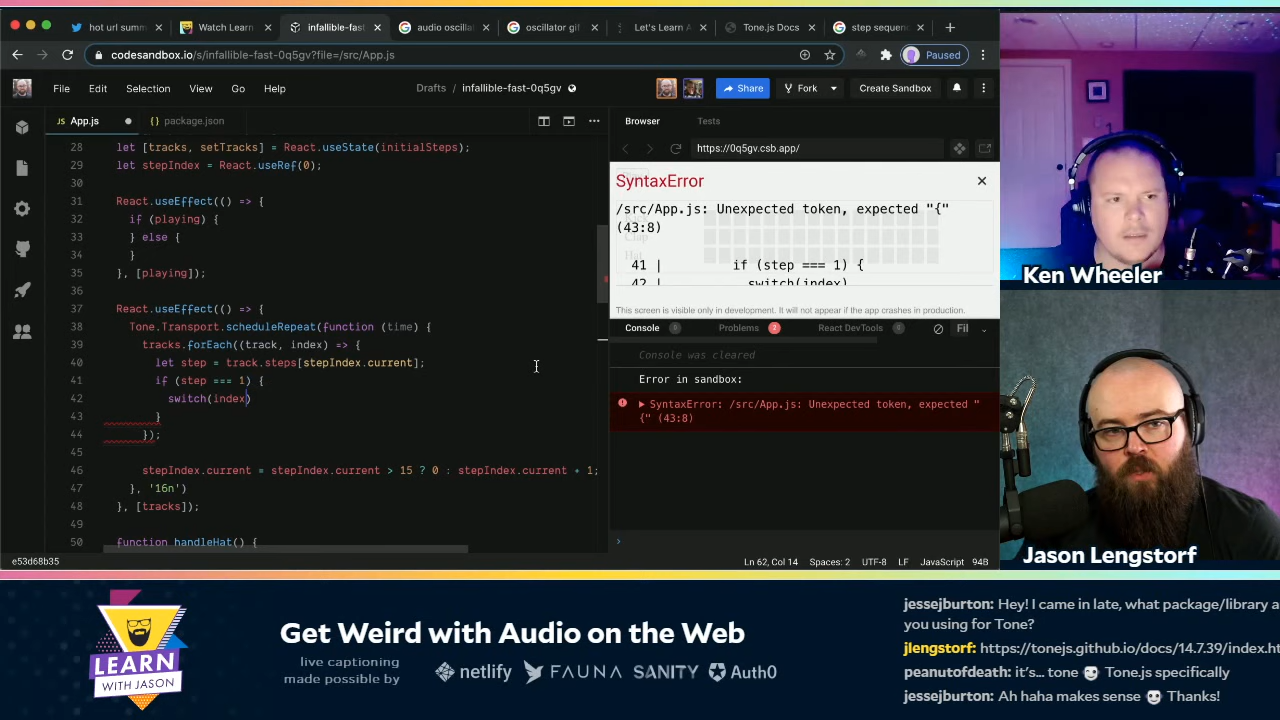 hot url summ
Watch Learn
infallible-fast-
audio oscillat
oscillator gif
Let's Learn A
Tone.js Docs
step sequenc
codesandbox.io/s/infallible-fast-0q5gv?file=/src/App.js
Paused
File Edit Selection View Go Help
Drafts / infallible-fast-0q5gv
Share
Fork
Create Sandbox
JS App.js
package.json
Browser
Tests
https://0q5gv.csb.app/
28 let [tracks, setTracks] = React.useState(initialSteps);
29 let stepIndex = React.useRef(0);
30
31 React.useEffect(() => {
32 if (playing) {
33 } else {
34 }
35 }, [playing]);
36
37 React.useEffect(() => {
38 Tone.Transport.scheduleRepeat(function (time) {
39 tracks.forEach((track, index) => {
40 let step = track.steps[stepIndex.current];
41 if (step === 1) {
42 switch(index)
43 }
44 });
45
46 stepIndex.current = stepIndex.current > 15 ? 0 : stepIndex.current + 1;
47 }, '16n')
48 }, [tracks]);
49
50 function handleHat() {
e53d68b35
Ln 62, Col 14 Spaces: 2 UTF-8 LF JavaScript 94B
SyntaxError
/src/App.js: Unexpected token, expected "{"
(43:8)
41 | if (step === 1) {
42 | switch(index)
This screen is visible only in development. It will not appear if the app crashes in production.
Console 0
Problems 2
React DevTools 0
Fil
Console was cleared
Error in sandbox:
SyntaxError: /src/App.js: Unexpected token, expected "
{" (43:8)
Ken Wheeler
Jason Lengstorf
LEARN
WITH JASON
Get Weird with Audio on the Web
live captioning
made possible by
netlify
FAUNA
SANITY
Auth0
jessejburton: Hey! I came in late, what package/library a
you using for Tone?
jlengstorf: https://tonejs.github.io/docs/14.7.39/index.ht
peanutofdeath: it's... tone Tone.js specifically
jessejburton: Ah haha makes sense Thanks!